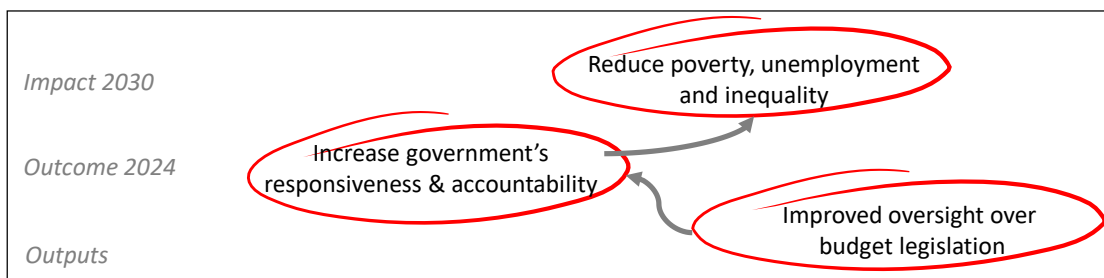 Impact 2030
Reduce poverty, unemployment
and inequality
Outcome 2024
Increase government’s
responsiveness & accountability
Improved oversight over
budget legislation
Outputs